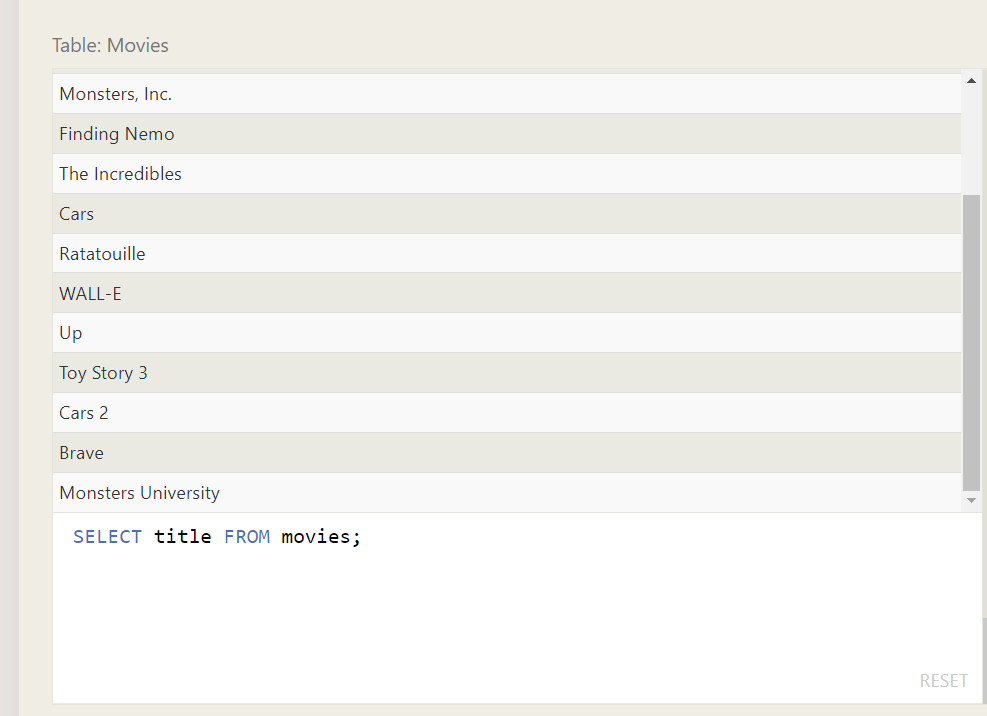 Table: Movies
Monsters, Inc.
Finding Nemo
The Incredibles
Cars
Ratatouille
WALL-E
Up
Toy Story 3
Cars 2
Brave
Monsters University
SELECT title FROM movies;
RESET